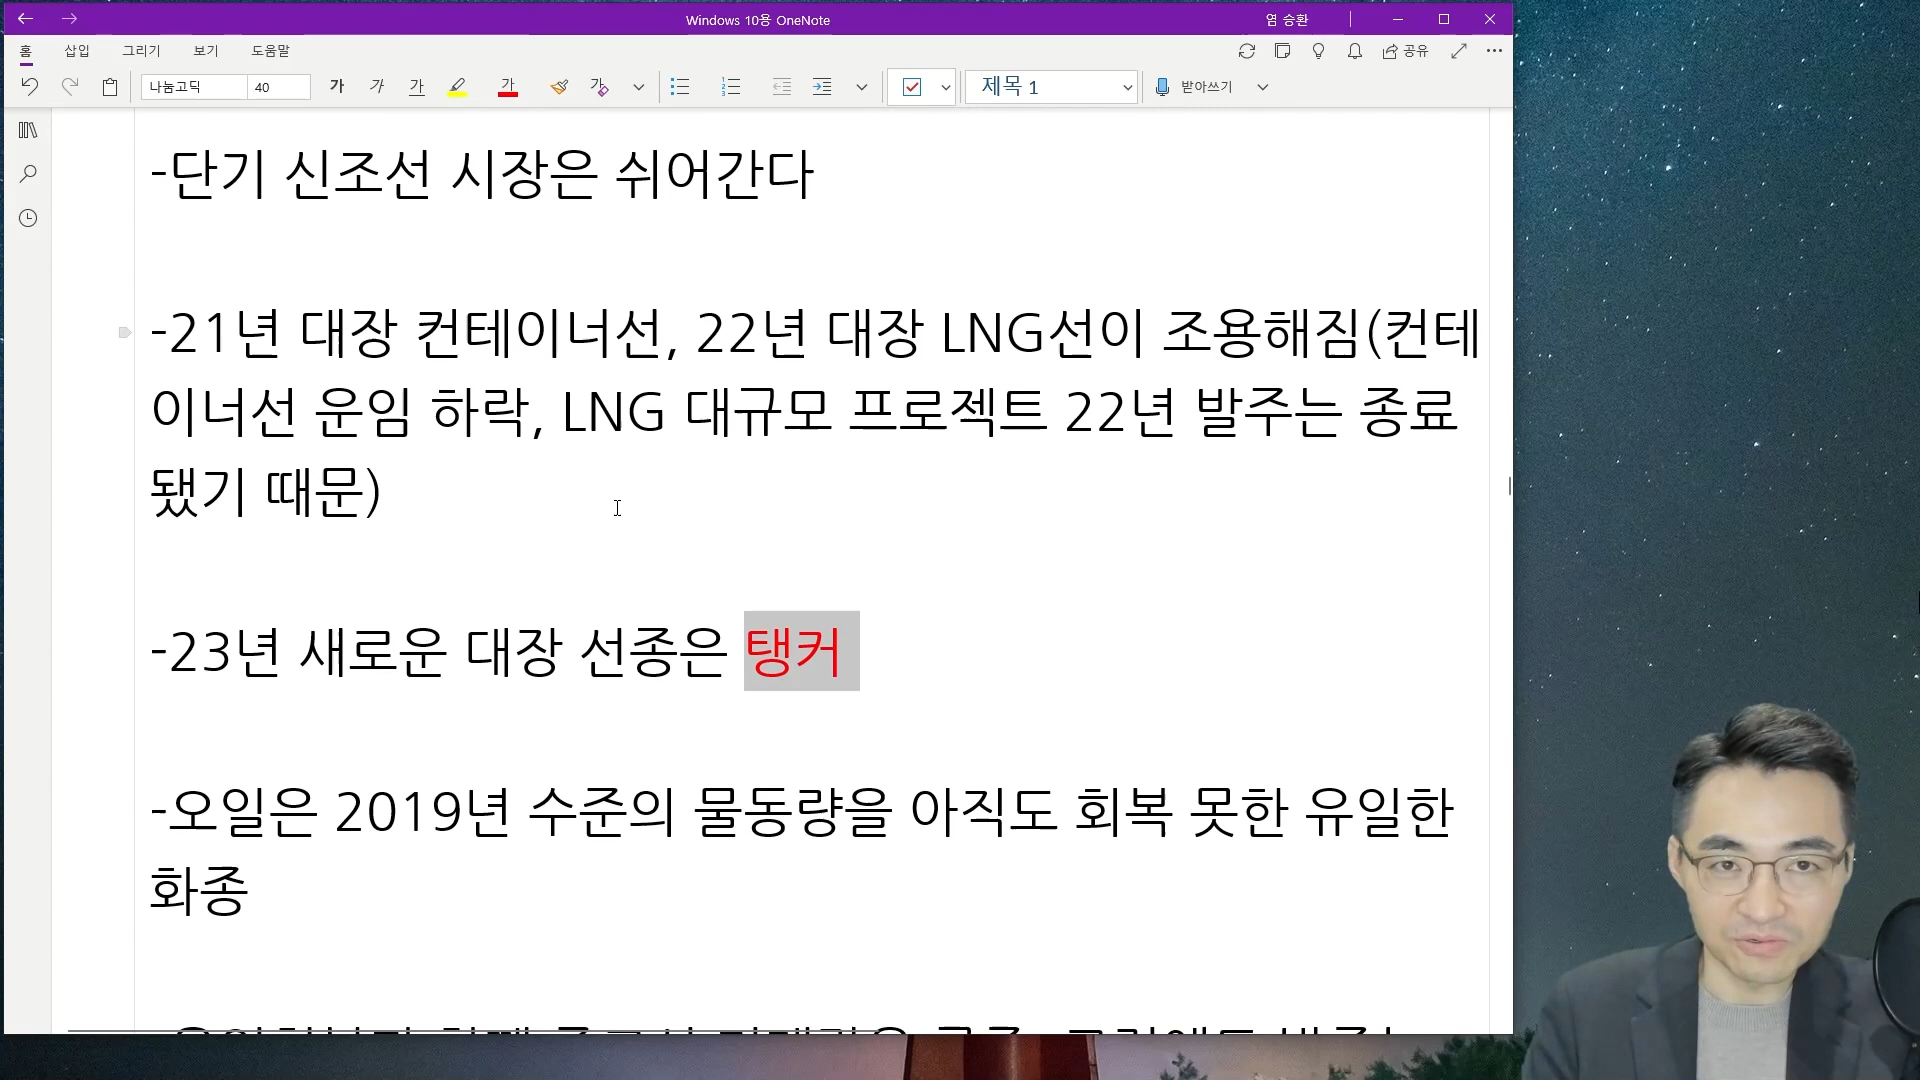 Windows 10용 OneNote
염 승환
홈 삽입 그리기 보기 도움말
공유
나눔고딕 40 가 가 가 가 가 제목 1 받아쓰기
-단기 신조선 시장은 쉬어간다
-21년 대장 컨테이너선, 22년 대장 LNG선이 조용해짐(컨테
이너선 운임 하락, LNG 대규모 프로젝트 22년 발주는 종료
됐기 때문)
-23년 새로운 대장 선종은 탱커
-오일은 2019년 수준의 물동량을 아직도 회복 못한 유일한
화종